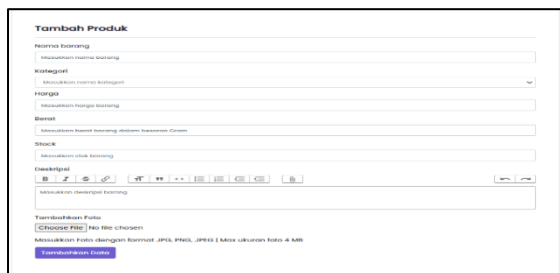 Tambah Produk
Nama barang
Masukkan nama barang
Kategori
Masukkan nama kategori
Harga
Masukkan harga barang
Berat
Masukkan berat barang dalam besaran Gram
Stock
Masukkan stok barang
Deskripsi
Masukkan deskripsi barang
Tambahkan Foto
Choose File No file chosen
Masukkan Foto dengan format JPG, PNG, JPEG | Max ukuran foto 4 MB
Tambahkan Data